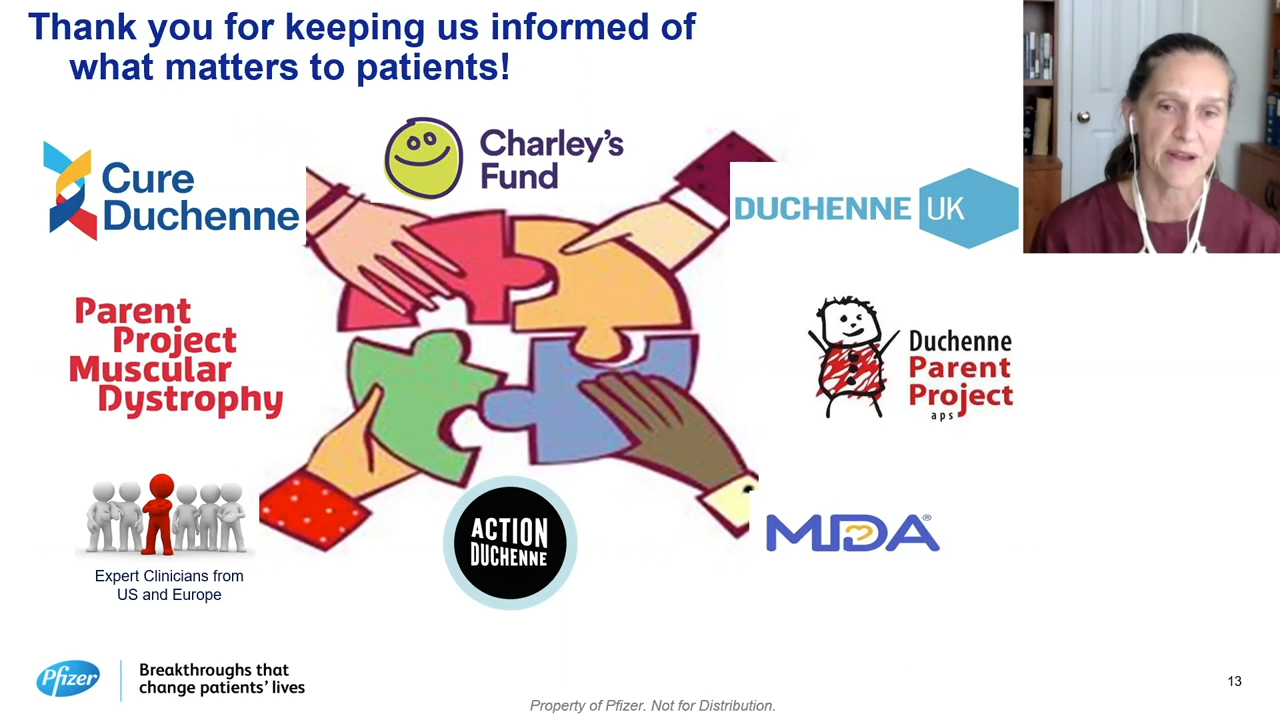 Thank you for keeping us informed of
what matters to patients!
Charley's
Fund
Cure
Duchenne
DUCHENNE UK
Parent
Project
Muscular
Dystrophy
Duchenne
Parent
Project
aps
Expert Clinicians from
US and Europe
ACTION
DUCHENNE
MDA®
Pfizer
Breakthroughs that
change patients' lives
Property of Pfizer. Not for Distribution.
13